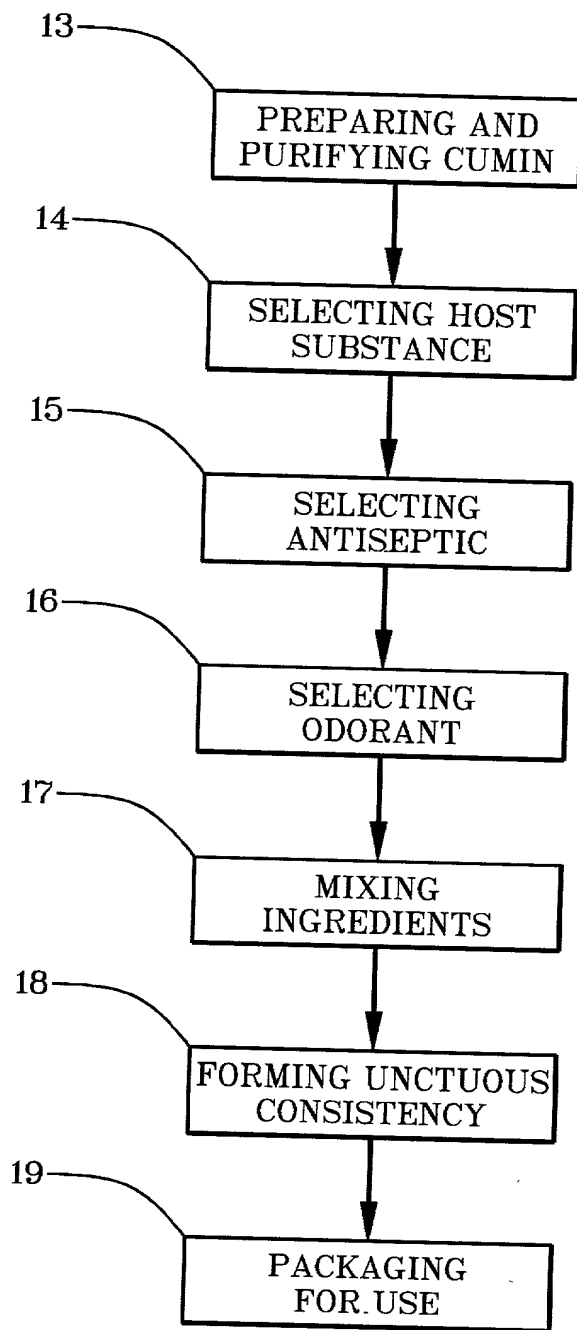 13
PREPARING AND
PURIFYING CUMIN
14
SELECTING HOST
SUBSTANCE
15
SELECTING
ANTISEPTIC
16
SELECTING
ODORANT
17
MIXING
INGREDIENTS
18
FORMING UNCTUOUS
CONSISTENCY
19
PACKAGING
FOR USE